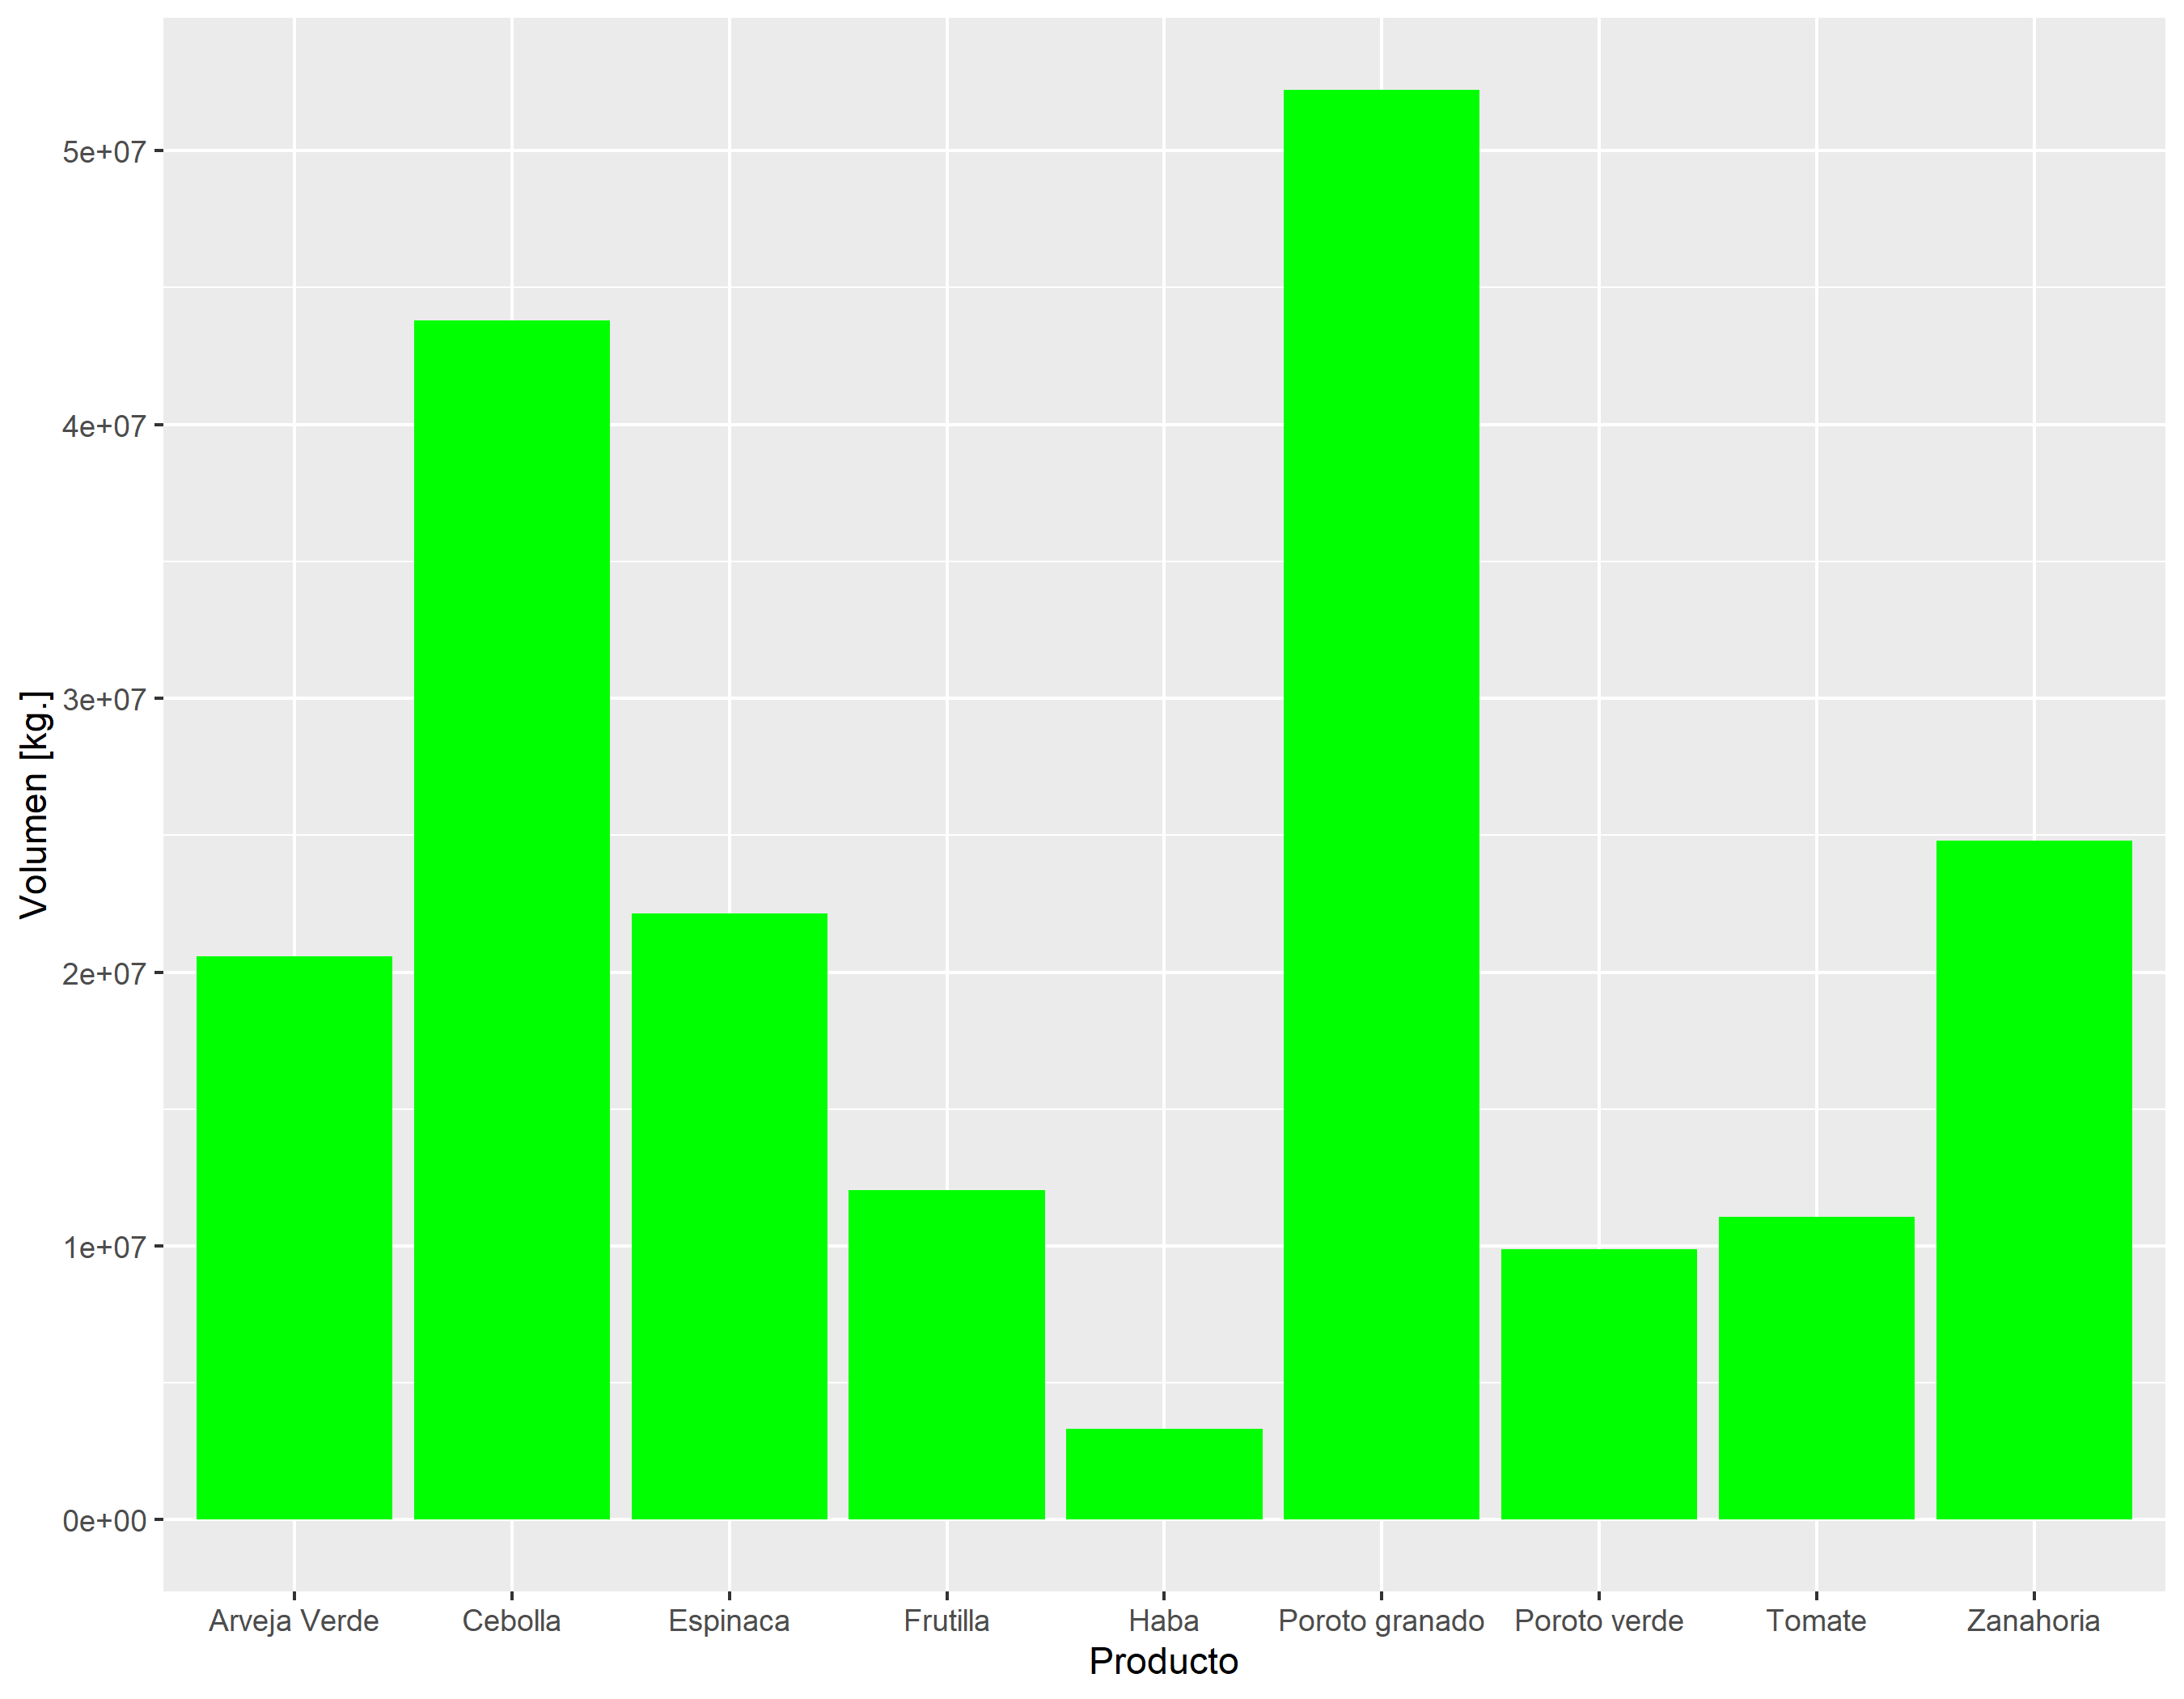 Volumen [kg.]
5e+07
4e+07
3e+07
2e+07
1e+07
0e+00
Arveja Verde Cebolla Espinaca Frutilla Haba Poroto granado Poroto verde Tomate Zanahoria
Producto